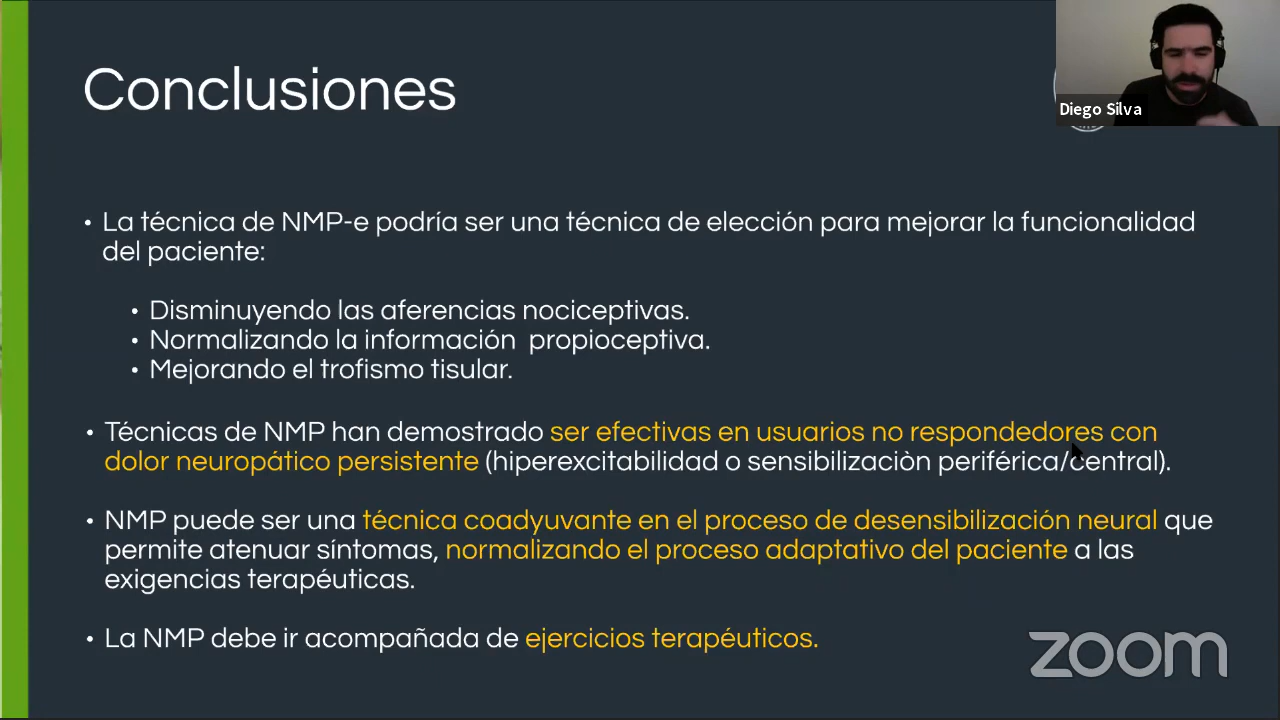 Conclusiones
Diego Silva
• La técnica de NMP-e podría ser una técnica de elección para mejorar la funcionalidad
del paciente:
• Disminuyendo las aferencias nociceptivas.
• Normalizando la información propioceptiva.
• Mejorando el trofismo tisular.
• Técnicas de NMP han demostrado ser efectivas en usuarios no respondedores con
dolor neuropático persistente (hiperexcitabilidad o sensibilizaciòn periférica/central).
• NMP puede ser una técnica coadyuvante en el proceso de desensibilización neural que
permite atenuar síntomas, normalizando el proceso adaptativo del paciente a las
exigencias terapéuticas.
• La NMP debe ir acompañada de ejercicios terapéuticos.
zoom